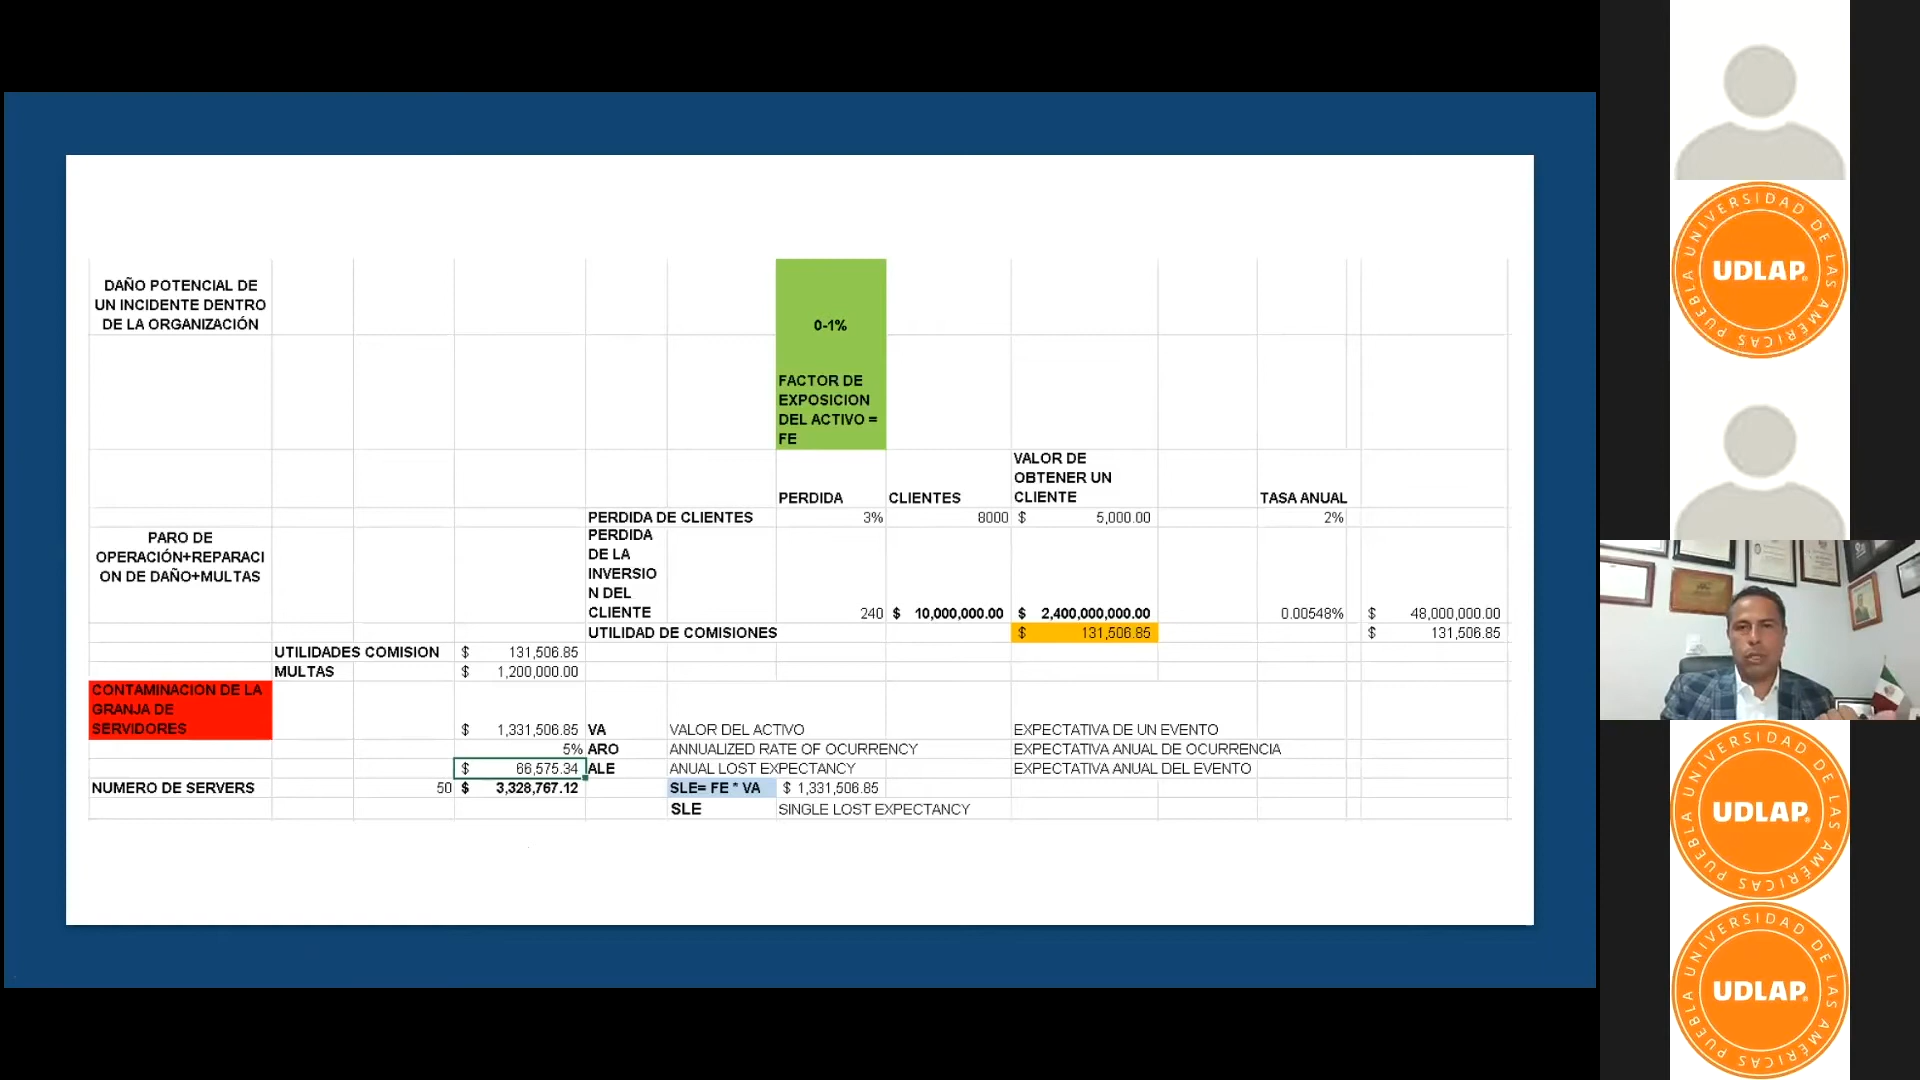 DAÑO POTENCIAL DE
UN INCIDENTE DENTRO
DE LA ORGANIZACIÓN
0-1%
FACTOR DE
EXPOSICION
DEL ACTIVO =
FE
PERDIDA CLIENTES VALOR DE
OBTENER UN
CLIENTE TASA ANUAL
PERDIDA DE CLIENTES 3% 8000 $ 5,000.00 2%
PARO DE
OPERACIÓN+REPARACI
ON DE DAÑO+MULTAS
PERDIDA
DE LA
INVERSIO
N DEL
CLIENTE 240 $ 10,000,000.00 $ 2,400,000,000.00 0.00548% $ 48,000,000.00
UTILIDAD DE COMISIONES $ 131,506.85 $ 131,506.85
UTILIDADES COMISION $ 131,506.85
MULTAS $ 1,200,000.00
CONTAMINACION DE LA
GRANJA DE
SERVIDORES
$ 1,331,506.85 VA VALOR DEL ACTIVO EXPECTATIVA DE UN EVENTO
5% ARO ANNUALIZED RATE OF OCURRENCY EXPECTATIVA ANUAL DE OCURRENCIA
$ 66,575.34 ALE ANUAL LOST EXPECTANCY EXPECTATIVA ANUAL DEL EVENTO
NUMERO DE SERVERS 50 $ 3,328,767.12 SLE= FE * VA $ 1,331,506.85
SLE SINGLE LOST EXPECTANCY
UNIVERSIDAD DE LAS AMÉRICAS PUEBLA
UDLAP®
UNIVERSIDAD DE LAS AMÉRICAS PUEBLA
UDLAP®
UNIVERSIDAD DE LAS AMÉRICAS PUEBLA
UDLAP®